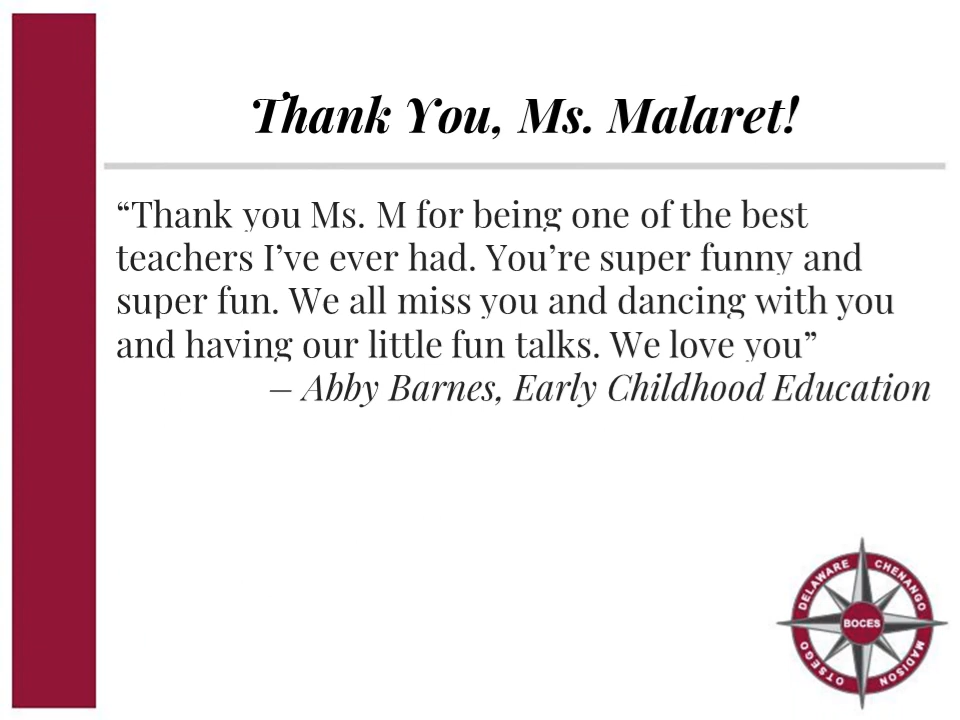 Thank You, Ms. Malaret!
“Thank you Ms. M for being one of the best
teachers I’ve ever had. You’re super funny and
super fun. We all miss you and dancing with you
and having our little fun talks. We love you”
– Abby Barnes, Early Childhood Education
DELAWARE
CHENANGO
MADISON
OTSEGO
BOCES